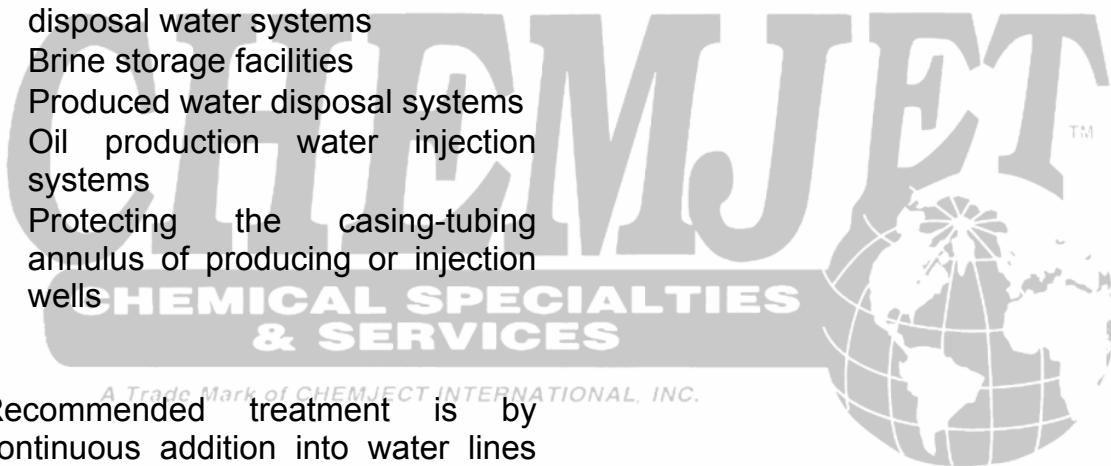 disposal water systems
Brine storage facilities
Produced water disposal systems
Oil production water injection
systems
Protecting the casing-tubing
annulus of producing or injection
wells
Recommended treatment is by
continuous addition into water lines
CHEMJET™
CHEMICAL SPECIALTIES
& SERVICES
A Trade Mark of CHEMJECT INTERNATIONAL, INC.